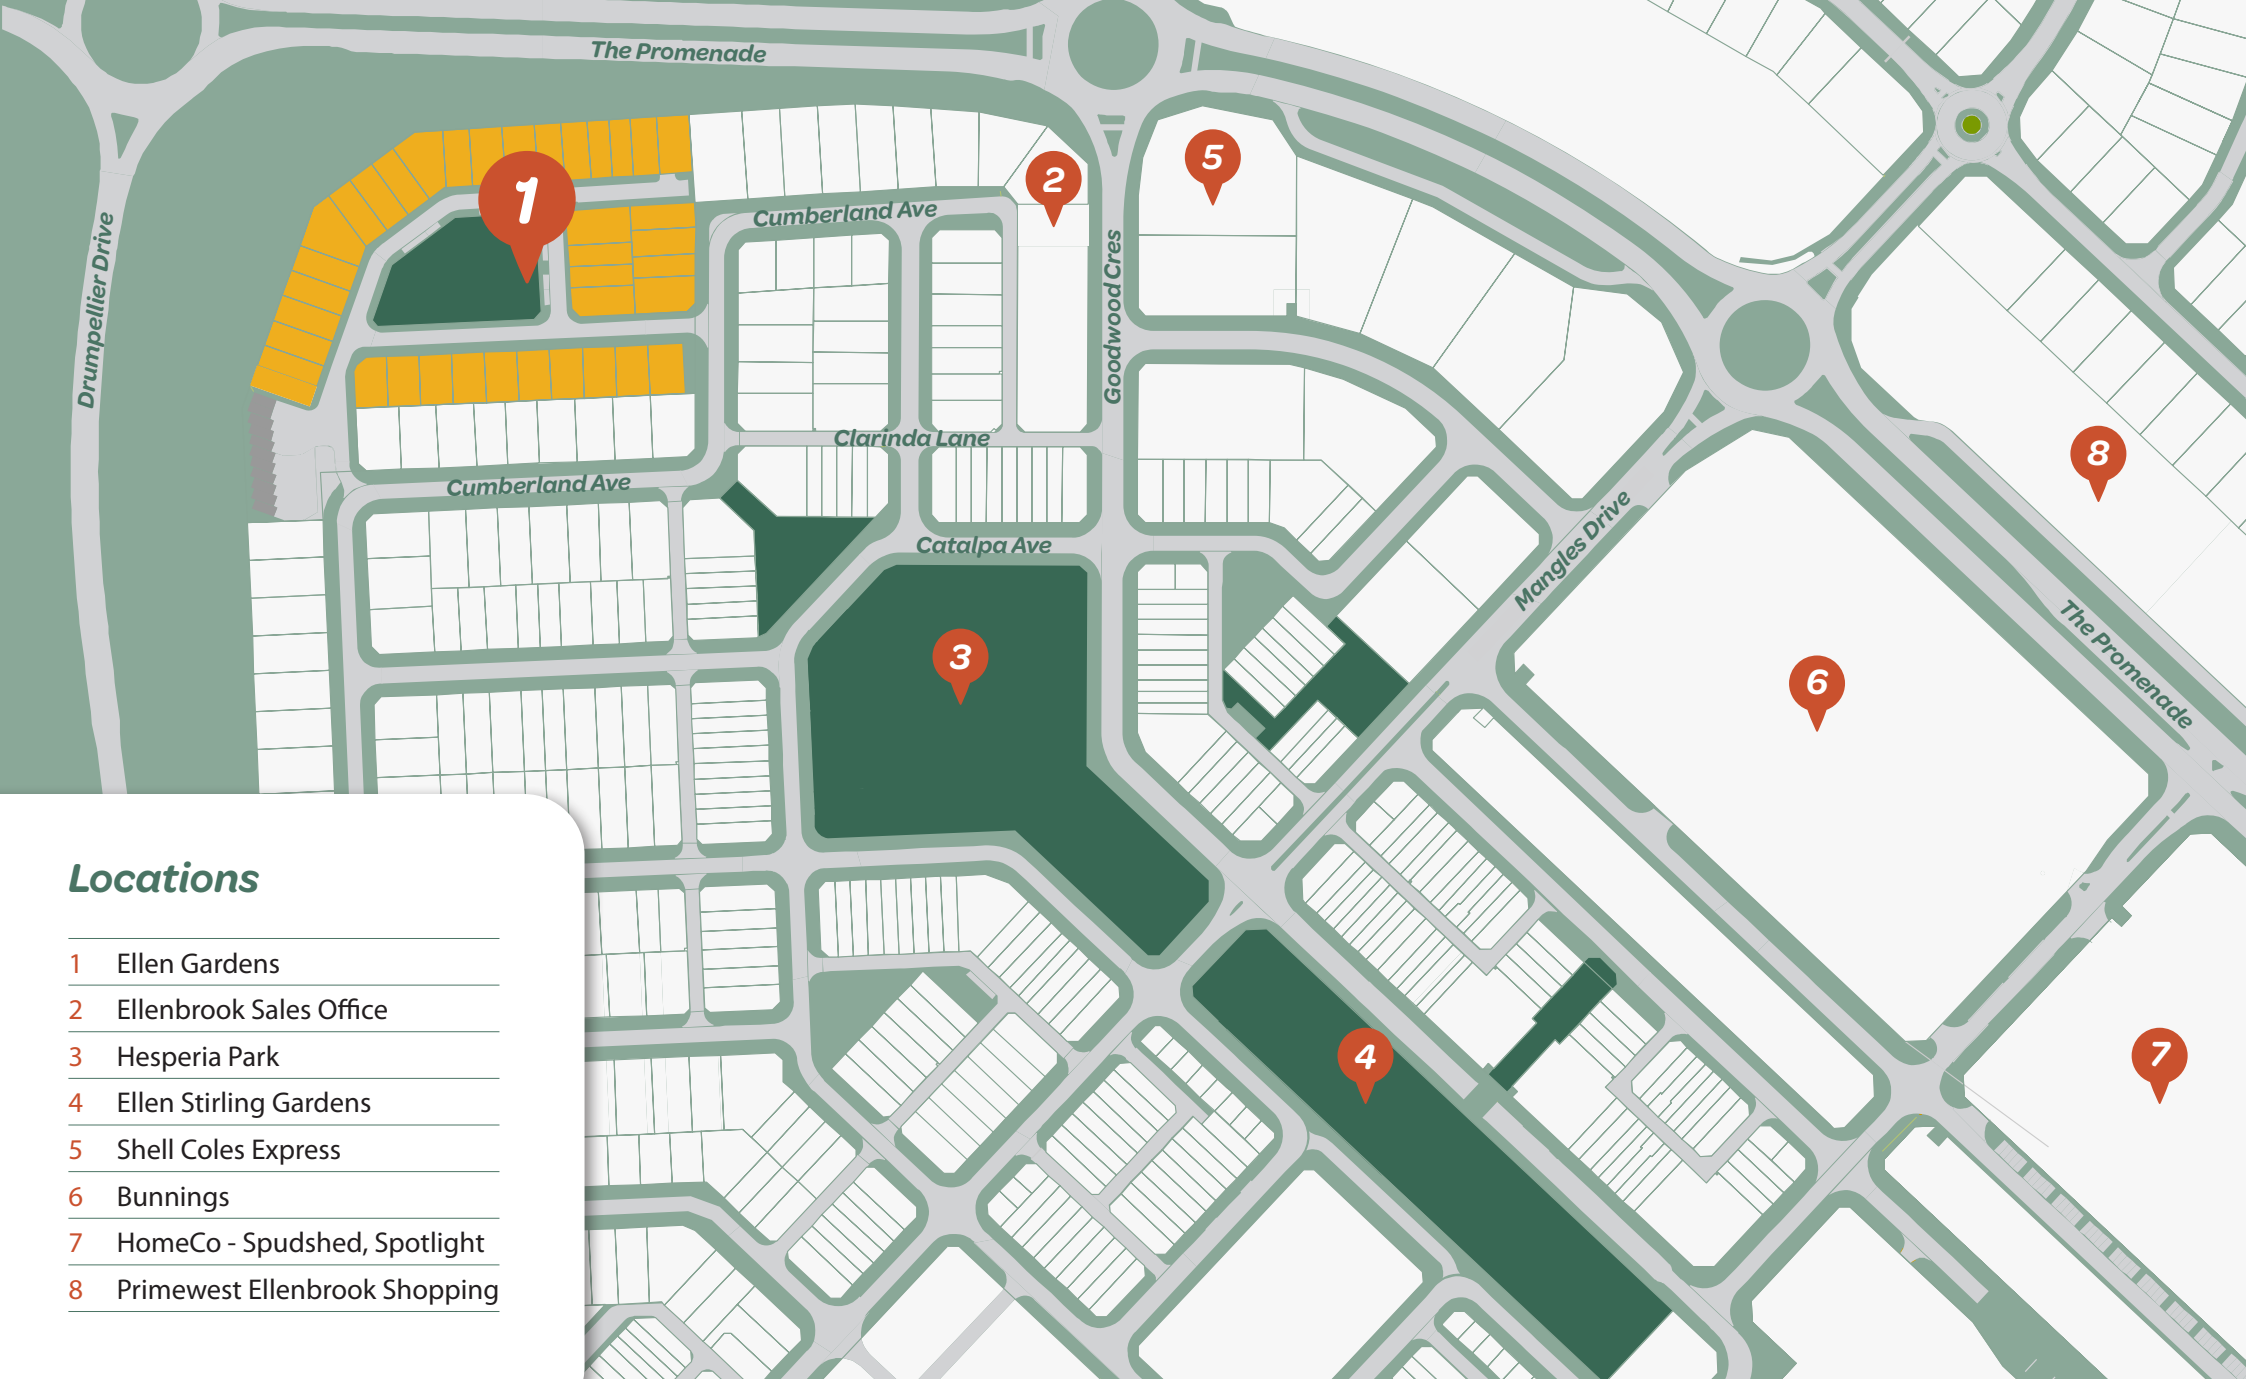 The Promenade
1
2
5
Cumberland Ave
Drumpellier Drive
Goodwood Cres
Clarinda Lane
Cumberland Ave
8
Mangles Drive
Catalpa Ave
The Promenade
3
6
4
7
Locations
1 Ellen Gardens
2 Ellenbrook Sales Office
3 Hesperia Park
4 Ellen Stirling Gardens
5 Shell Coles Express
6 Bunnings
7 HomeCo - Spudshed, Spotlight
8 Primewest Ellenbrook Shopping